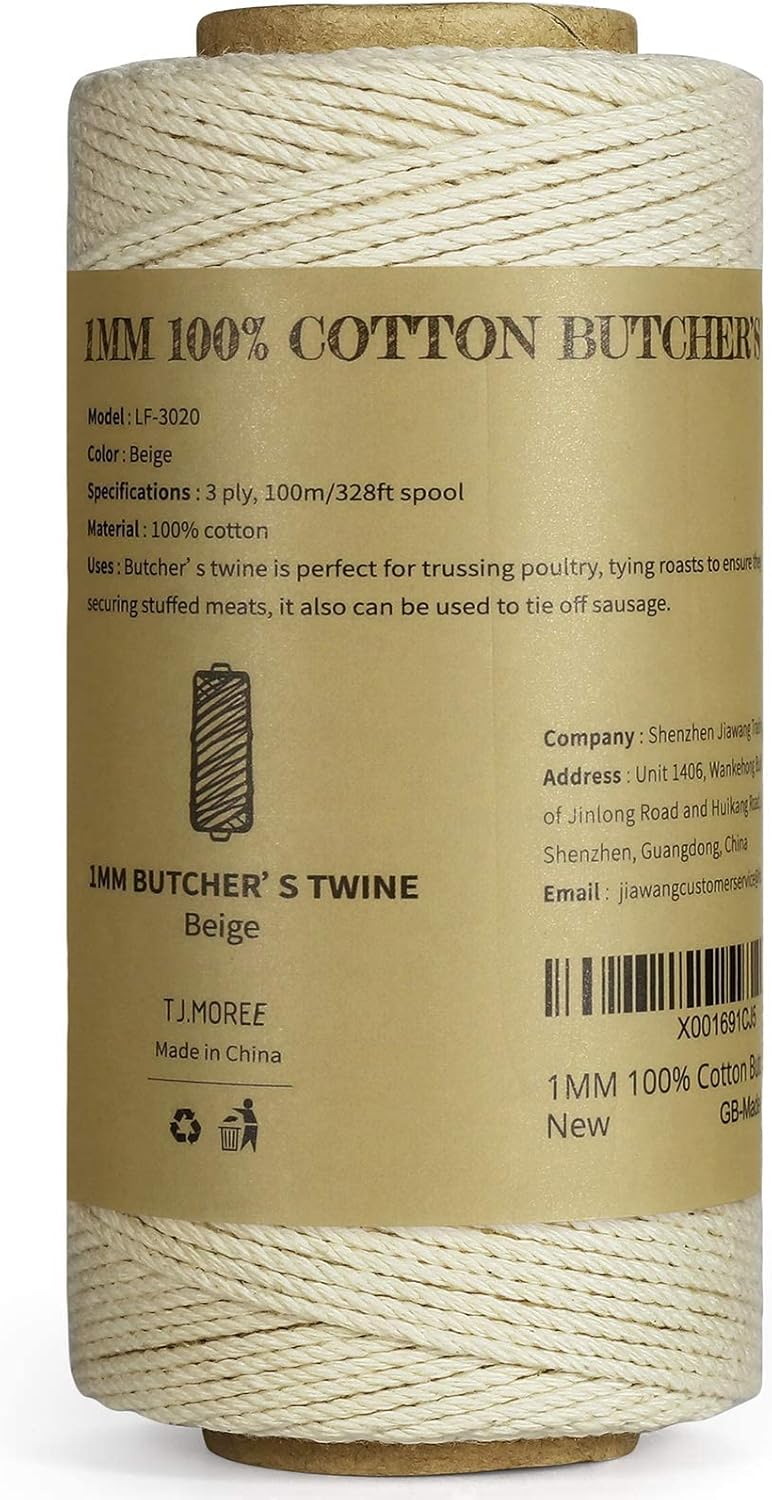 1MM 100% COTTON BUTCHER'S
Model : LF-3020
Color : Beige
Specifications : 3 ply, 100m/328ft spool
Material : 100% cotton
Uses : Butcher’ s twine is perfect for trussing poultry, tying roasts to ensure
securing stuffed meats, it also can be used to tie off sausage.
1MM BUTCHER’ S TWINE
Beige
TJ.MOREE
Made in China
Company : Shenzhen Jiawang
Address : Unit 1406, Wankehong
of Jinlong Road and Huikang Road
Shenzhen, Guangdong, China
Email : jiawangcustomerservice
X001691CJ5
1MM 100% Cotton
New
GB-Made